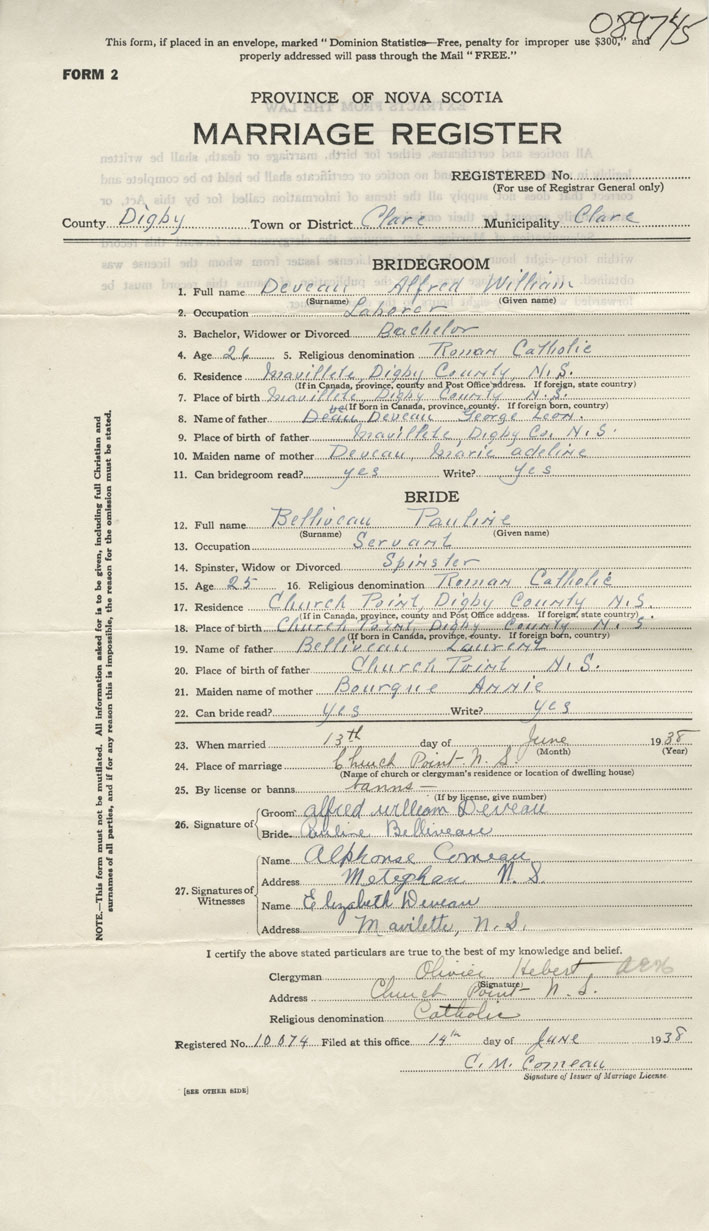 089745
This form, if placed in an envelope, marked " Dominion Statistics—Free, penalty for improper use $300," and
properly addressed will pass through the Mail "FREE."
FORM 2
PROVINCE OF NOVA SCOTIA
MARRIAGE REGISTER
REGISTERED No.
(For use of Registrar General only)
County Digby Town or District Clare Municipality Clare
BRIDEGROOM
1. Full name Deveau Alfred William
(Surname) (Given name)
2. Occupation Laborer
3. Bachelor, Widower or Divorced Bachelor
4. Age 26 5. Religious denomination Roman Catholic
6. Residence Mavillete, Digby County N.S.
(If in Canada, province, county and Post Office address. If foreign, state country)
7. Place of birth Mavillete, Digby County N.S.
(If born in Canada, province, county. If foreign born, country)
8. Name of father Deveau George Leon
9. Place of birth of father Mavillete, Digby Co. N.S.
10. Maiden name of mother Deveau, Marie adeline
11. Can bridegroom read? yes Write? yes
BRIDE
12. Full name Belliveau Pauline
(Surname) (Given name)
13. Occupation Servant
14. Spinster, Widow or Divorced Spinster
15. Age 25 16. Religious denomination Roman Catholic
17. Residence Church Point, Digby County N.S.
(If in Canada, province, county and Post Office address. If foreign, state country)
18. Place of birth Church Point, Digby County N.S.
(If born in Canada, province, county. If foreign born, country)
19. Name of father Belliveau Laurent
20. Place of birth of father Church Point N.S.
21. Maiden name of mother Bourque Annie
22. Can bride read? yes Write? yes
23. When married 13th day of June 1938
(Month) (Year)
24. Place of marriage Church Point N.S.
(Name of church or clergyman's residence or location of dwelling house)
25. By license or banns banns —
(If by license, give number)
26. Signature of
Groom alfred william Deveau
Bride Pauline Belliveau
27. Signatures of Witnesses
Name Alphonse Comeau
Address Meteghan N.S.
Name Elizabeth Deveau
Address Mavilette, N.S.
I certify the above stated particulars are true to the best of my knowledge and belief.
Clergyman Olivier Hebert
(Signature)
Address Church Point N.S.
Religious denomination Catholic
Registered No. 10074 Filed at this office 14th day of June 1938
C. M. Comeau
Signature of Issuer of Marriage License
[SEE OTHER SIDE]
NOTE.—This form must not be mutilated. All information asked for is to be given, including full Christian and
surnames of all parties, and if for any reason this is impossible, the reason for the omission must be stated.